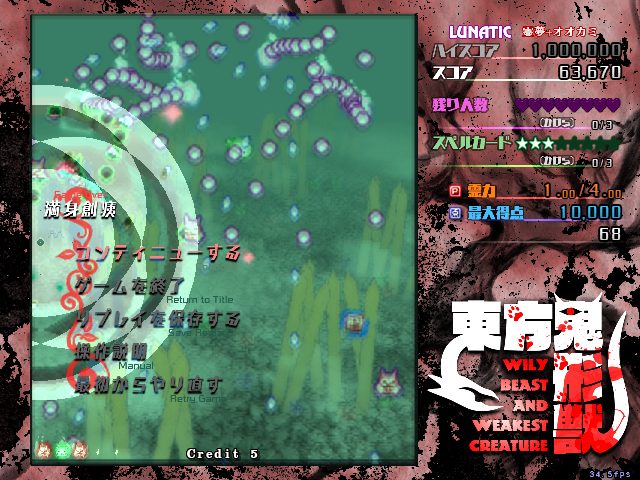 LUNATIC 霊夢+オオカミ
ハイスコア 1,000,000
スコア 63,670
残り人数
(かけら) 0/3
スペルカード ★★★★★★★★★
(かけら) 0/3
P 霊力 1.00/4.00
最大得点 10,000
68
満身創痍
コンティニューする
ゲームを終了
Return to Title
リプレイを保存する
Save Replay
操作説明
Manual
最初からやり直す
Retry Game
Credit 5
東方鬼形獣
WILY
BEAST
AND
WEAKEST
CREATURE
34.5fps